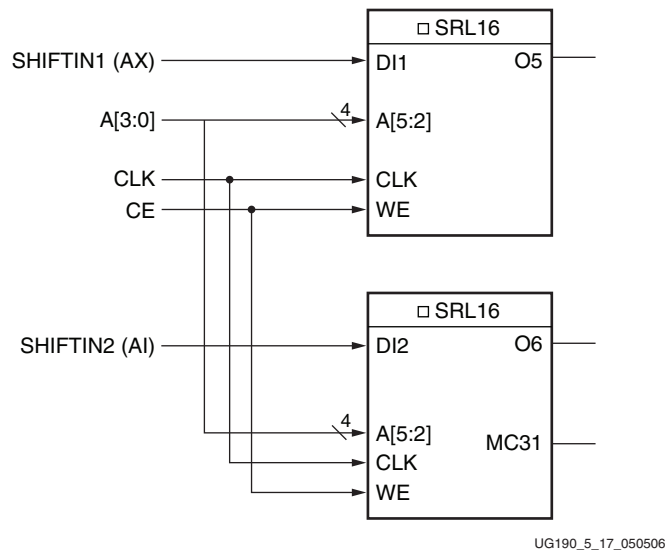 □ SRL16
SHIFTIN1 (AX)
DI1
O5
A[3:0]
4
A[5:2]
CLK
CLK
CE
WE
□ SRL16
SHIFTIN2 (AI)
DI2
O6
4
A[5:2]
MC31
CLK
WE
UG190_5_17_050506